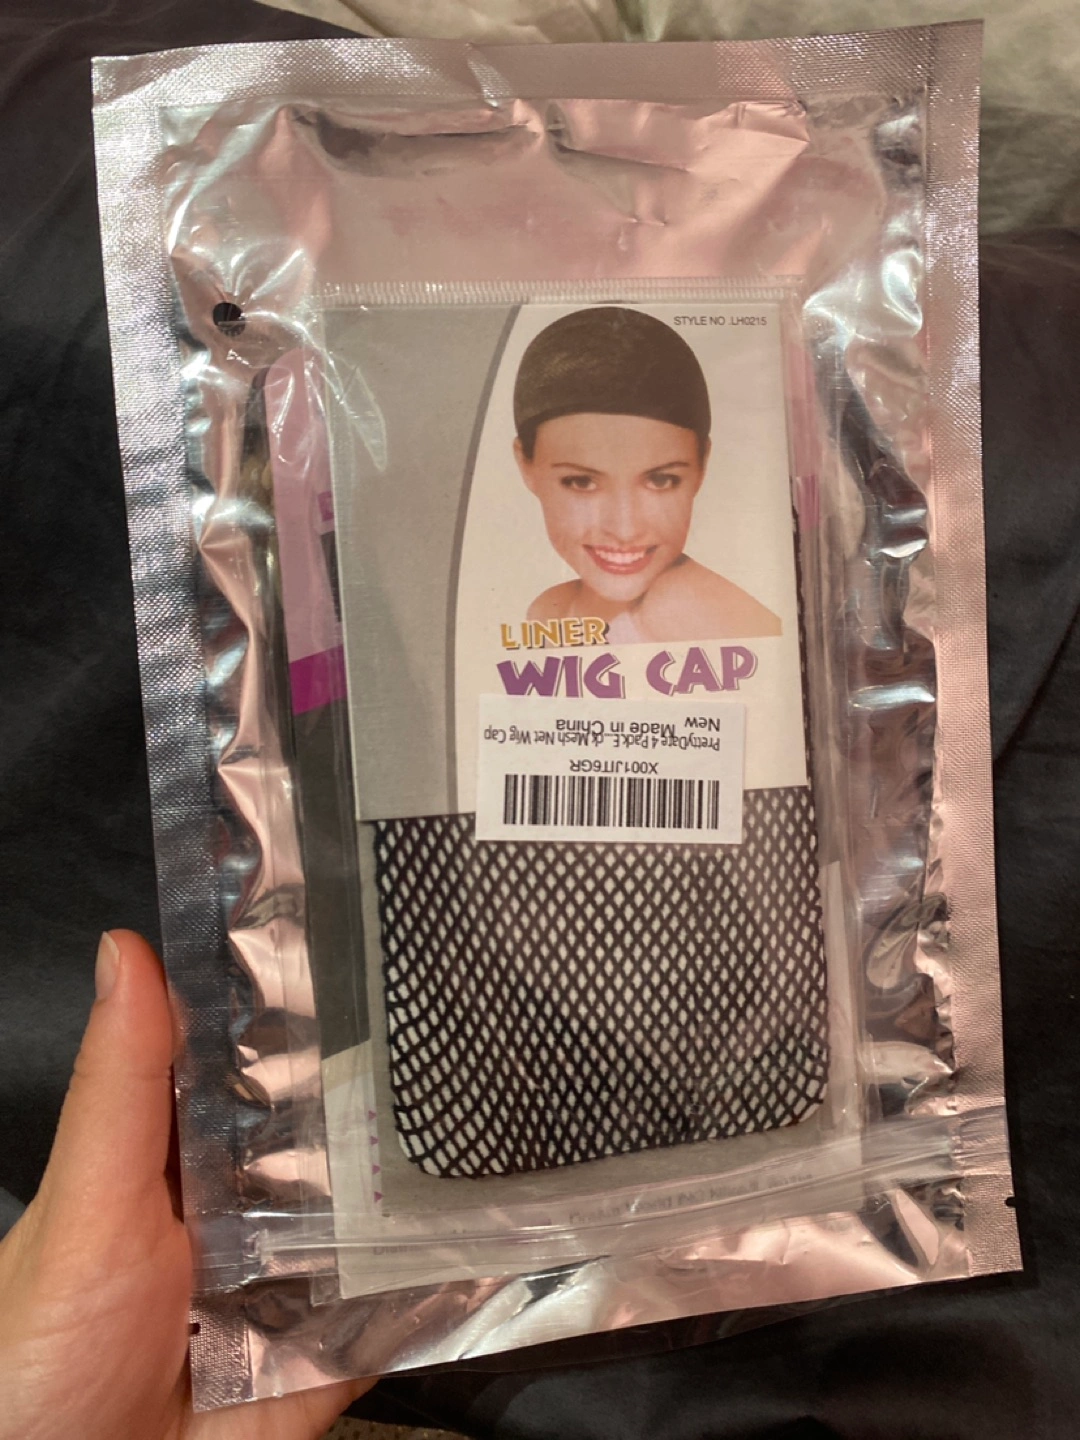 STYLE NO .LH0215
LINER
WIG CAP
X001JIT6GR
PrettyDate 4 Pack E...ck Mesh Net Wig Cap
New
Made in China